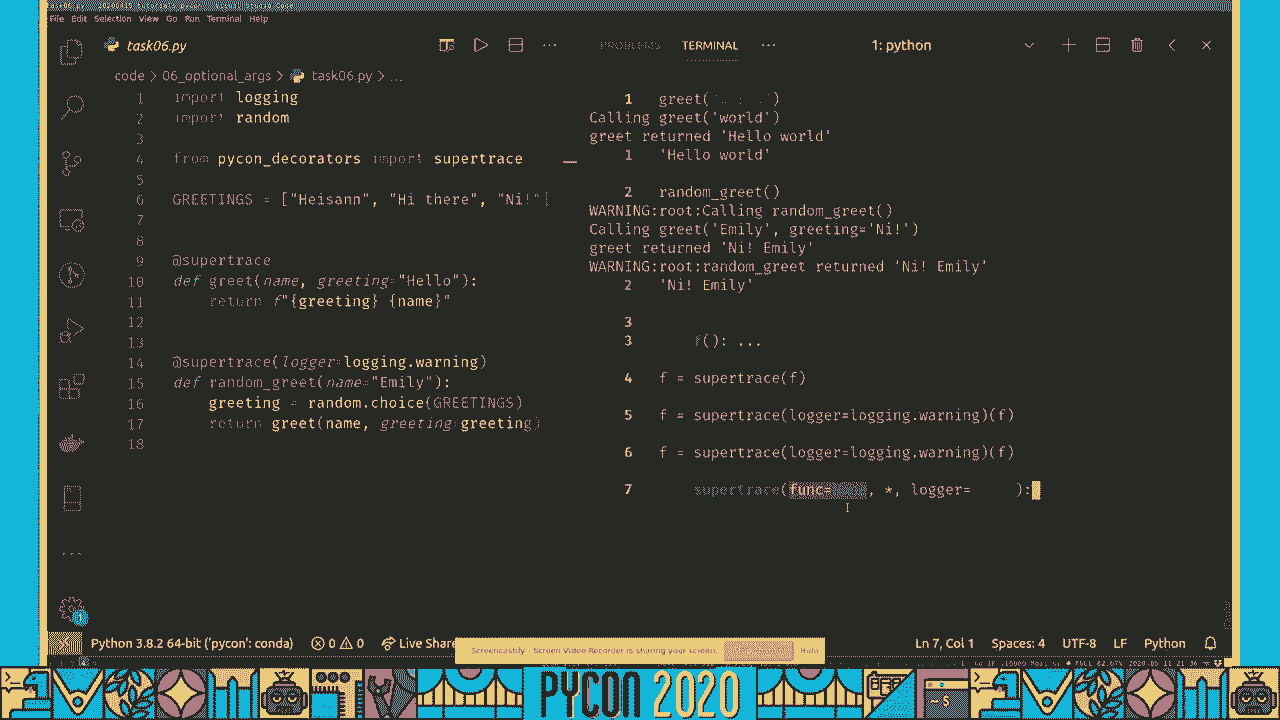 File Edit Selection View Go Run Terminal Help
task06.py
PROBLEMS TERMINAL ... 1: python
code > 06_optional_args > task06.py > ...
1 import logging
2 import random
3
4 from pycon_decorators import supertrace
5
6 GREETINGS = ["Heisann", "Hi there", "Ni!"]
7
8
9 @supertrace
10 def greet(name, greeting="Hello"):
11 return f"{greeting} {name}"
12
13
14 @supertrace(logger=logging.warning)
15 def random_greet(name="Emily"):
16 greeting = random.choice(GREETINGS)
17 return greet(name, greeting=greeting)
18
1 greet(' ')
Calling greet('world')
greet returned 'Hello world'
1 'Hello world'
2 random_greet()
WARNING:root:Calling random_greet()
Calling greet('Emily', greeting='Ni!')
greet returned 'Ni! Emily'
WARNING:root:random_greet returned 'Ni! Emily'
2 'Ni! Emily'
3
3 f(): ...
4 f = supertrace(f)
5 f = supertrace(logger=logging.warning)(f)
6 f = supertrace(logger=logging.warning)(f)
7 supertrace(func= , *, logger= ):
Python 3.8.2 64-bit ('pycon': conda) 0 0 Live Share
Screencastify - Screen Video Recorder is sharing your screen. Hide
Ln 7, Col 1 Spaces: 4 UTF-8 LF Python
PYCON 2020